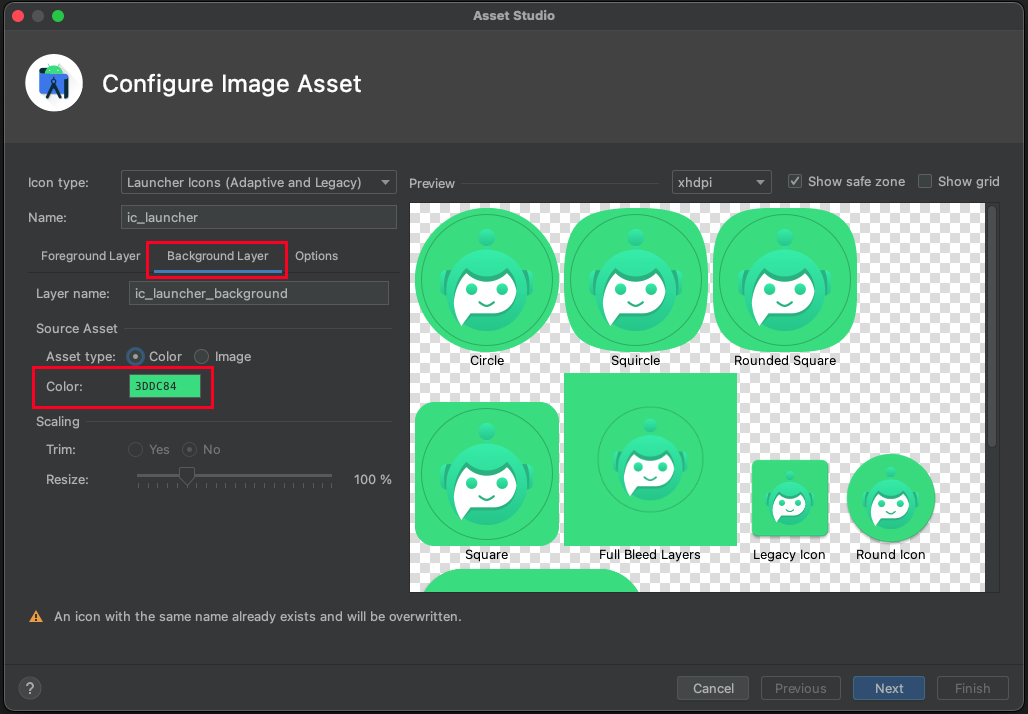 Asset Studio
Configure Image Asset
Icon type: Launcher Icons (Adaptive and Legacy)
Preview xhdpi Show safe zone Show grid
Name: ic_launcher
Foreground Layer Background Layer Options
Layer name: ic_launcher_background
Source Asset
Asset type: Color Image
Color: 3DDC84
Scaling
Trim: Yes No
Resize: 100 %
Circle Squircle Rounded Square
Square Full Bleed Layers Legacy Icon Round Icon
An icon with the same name already exists and will be overwritten.
? Cancel Previous Next Finish